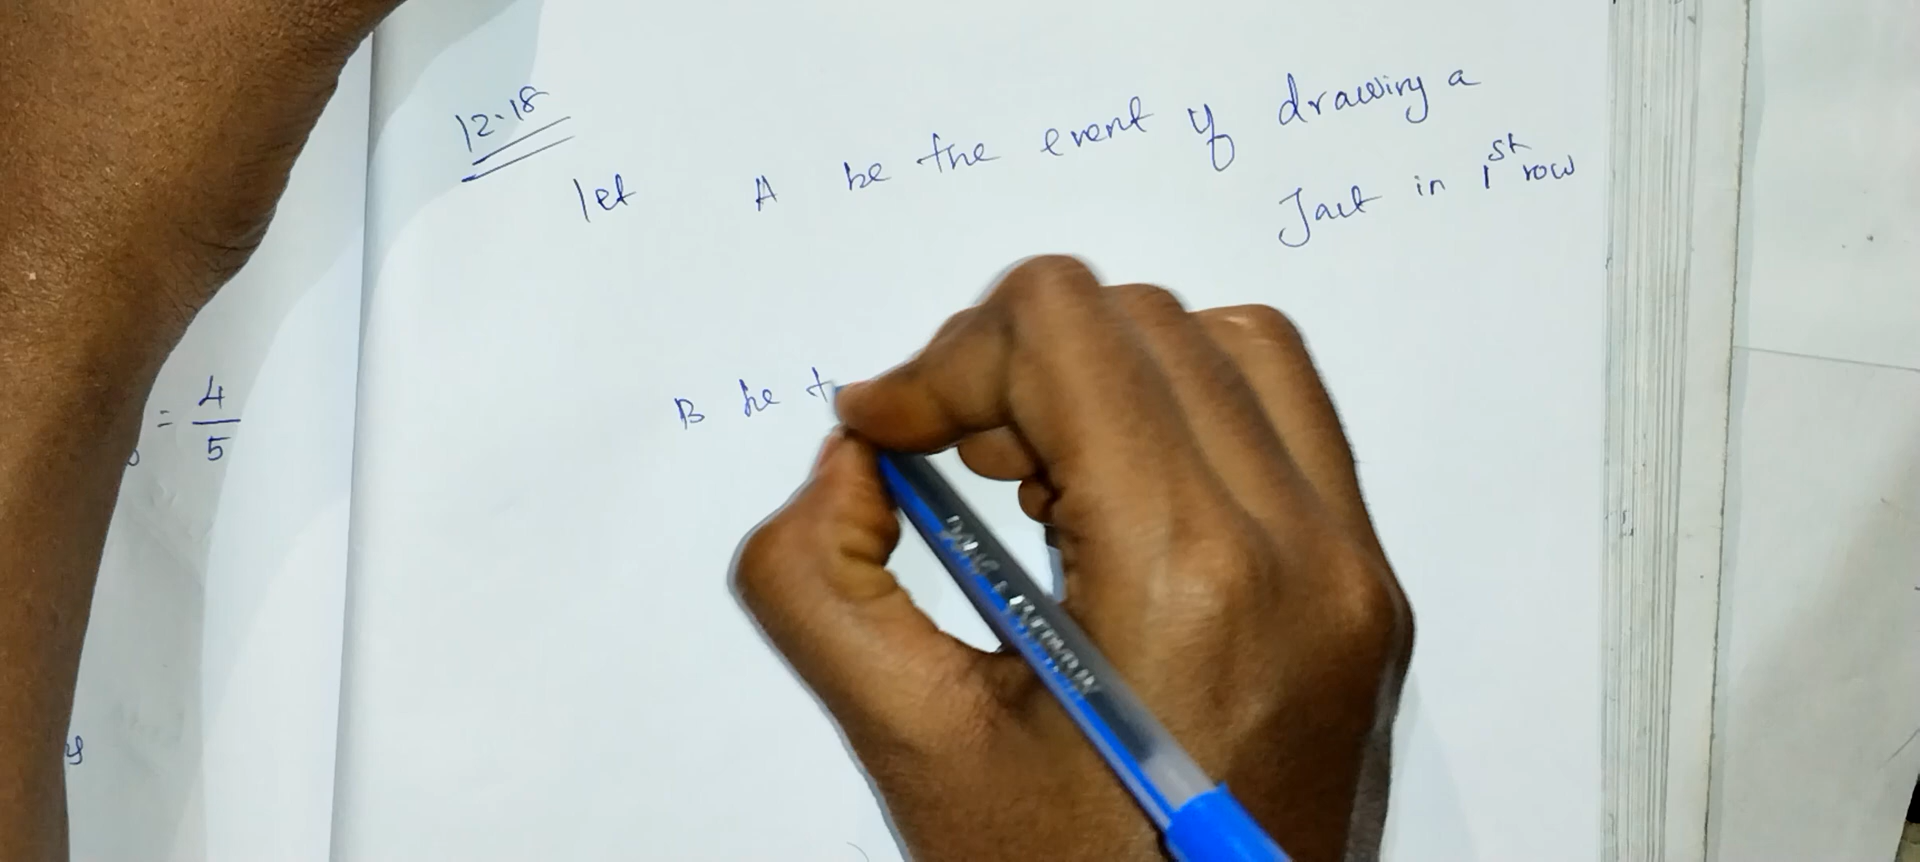 12.18
let A be the event of drawing a
Jack in 1st row
B be t
= 4
5